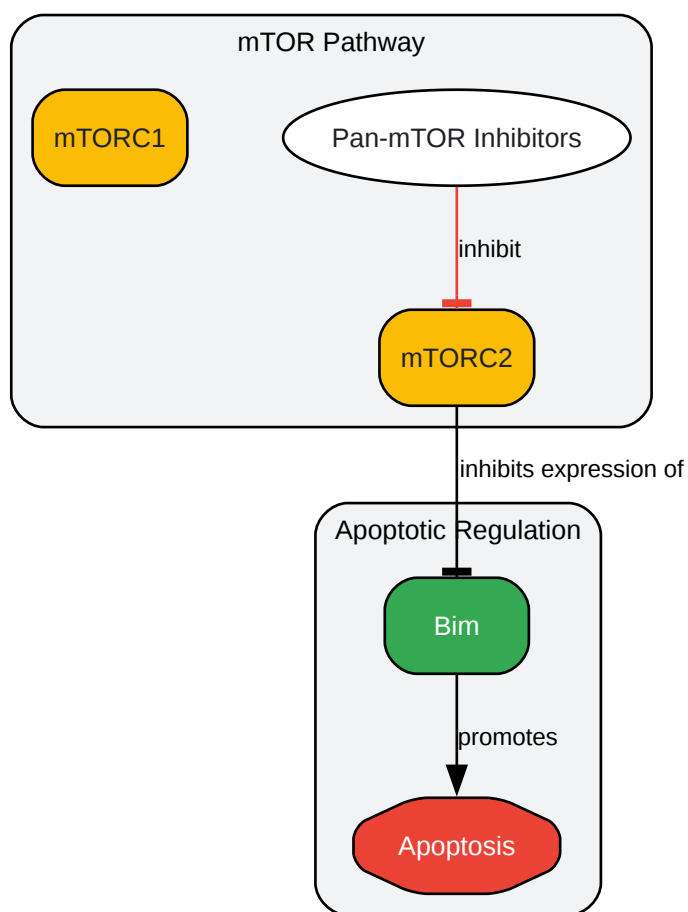 mTOR Pathway
mTORC1
Pan-mTOR Inhibitors
inhibit
mTORC2
inhibits expression of
Apoptotic Regulation
Bim
promotes
Apoptosis